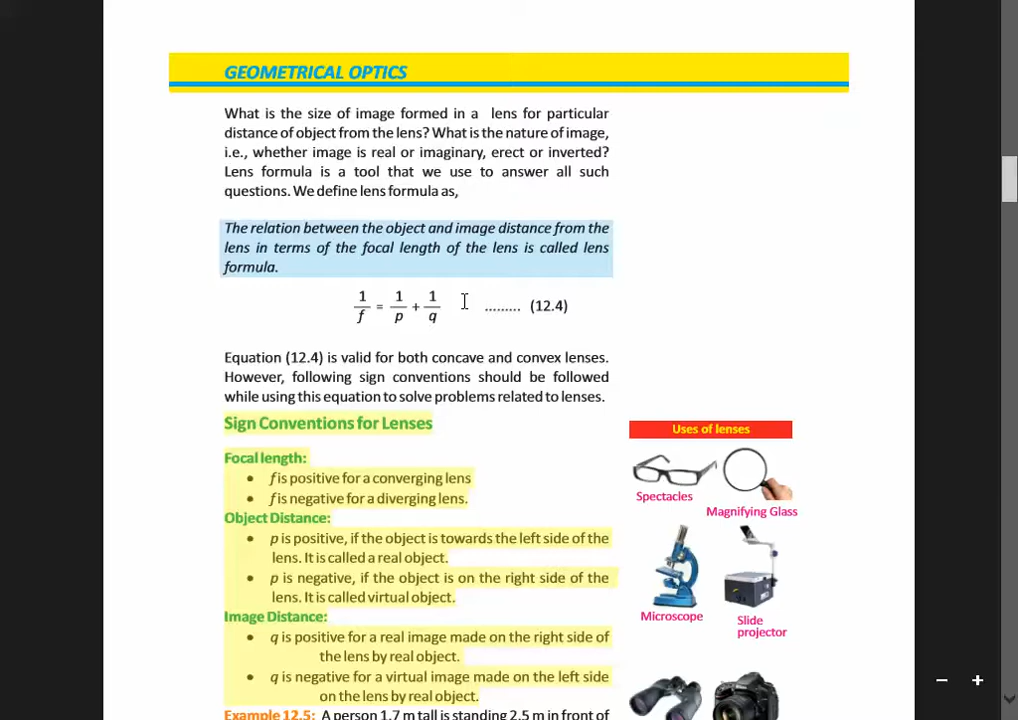 GEOMETRICAL OPTICS
What is the size of image formed in a lens for particular
distance of object from the lens? What is the nature of image,
i.e., whether image is real or imaginary, erect or inverted?
Lens formula is a tool that we use to answer all such
questions. We define lens formula as,
The relation between the object and image distance from the
lens in terms of the focal length of the lens is called lens
formula.
1/f = 1/p + 1/q ......... (12.4)
Equation (12.4) is valid for both concave and convex lenses.
However, following sign conventions should be followed
while using this equation to solve problems related to lenses.
Sign Conventions for Lenses
Focal length:
• f is positive for a converging lens
• f is negative for a diverging lens.
Object Distance:
• p is positive, if the object is towards the left side of the
lens. It is called a real object.
• p is negative, if the object is on the right side of the
lens. It is called virtual object.
Image Distance:
• q is positive for a real image made on the right side of
the lens by real object.
• q is negative for a virtual image made on the left side
on the lens by real object.
Example 12.5: A person 1.7 m tall is standing 2.5 m in front of
Uses of lenses
Spectacles
Magnifying Glass
Microscope
Slide
projector